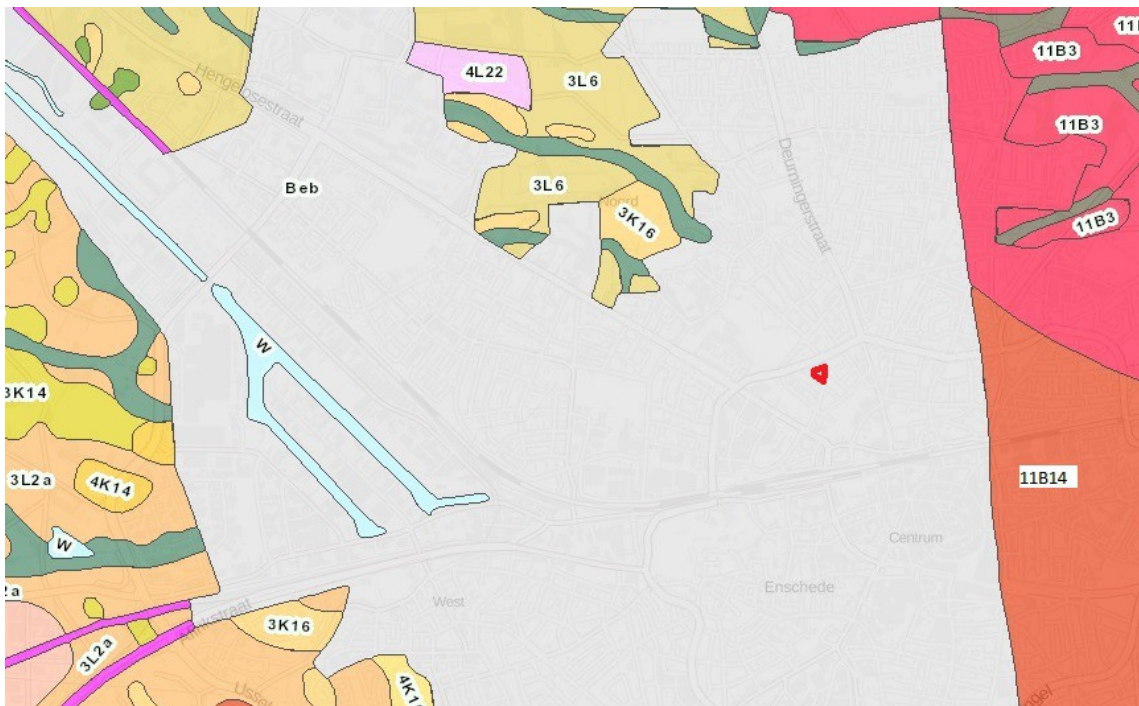 11B3
4L22
3L6
Hengelosestraat
11B3
Deurningerstraat
Beb
3L6
Noord
3K16
11B3
W
3K14
3L2a
4K14
11B14
W
Centrum
2a
Enschede
West
3K16
3L2a